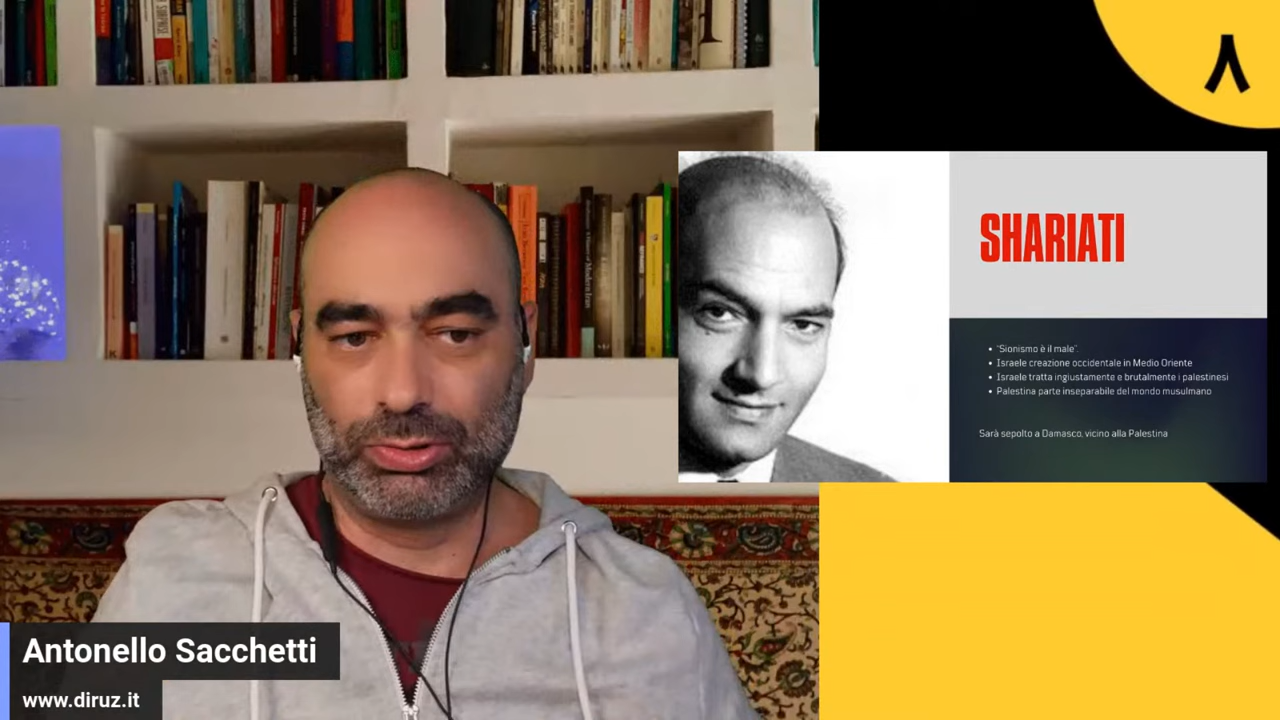 SHARIATI
• "Sionismo è il male".
• Israele creazione occidentale in Medio Oriente
• Israele tratta ingiustamente e brutalmente i palestinesi
• Palestina parte inseparabile del mondo musulmano
Sarà sepolto a Damasco, vicino alla Palestina
Antonello Sacchetti
www.diruz.it